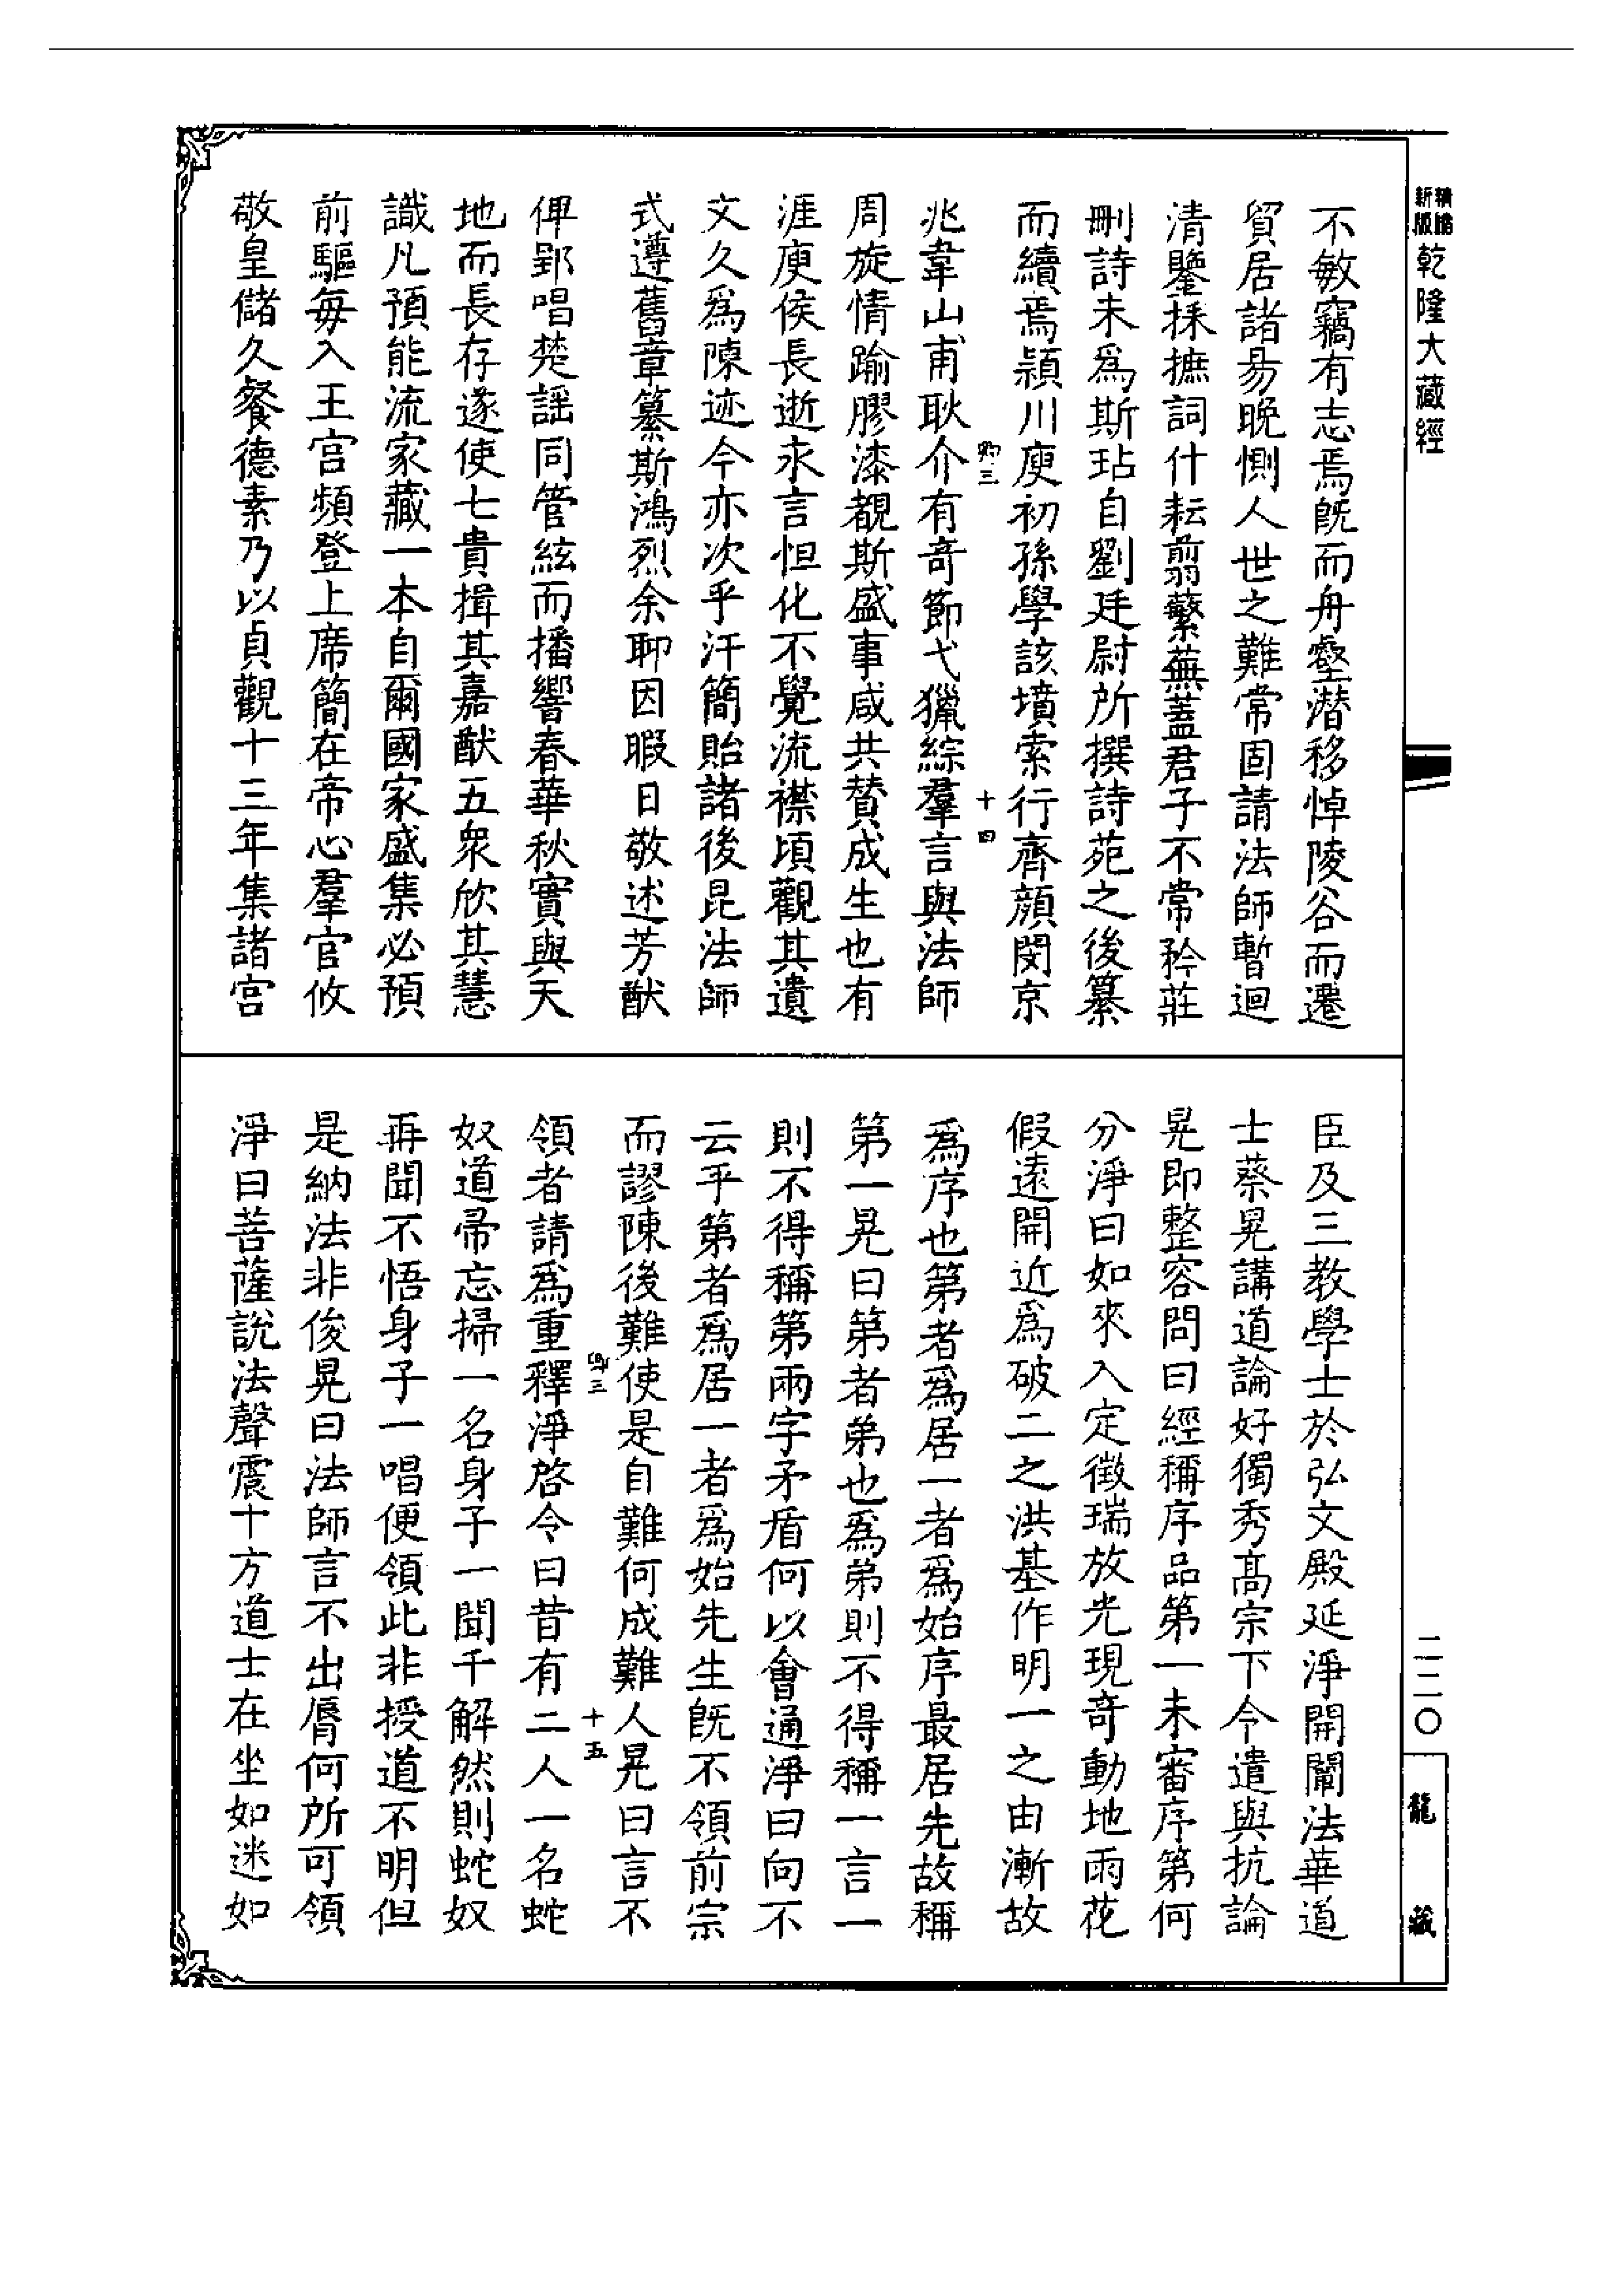 乾隆大藏經
二二〇
龍藏
不敏竊有志焉旣而舟壑潛移悼陵谷而遷
貿居諸易晚惻人世之難常固請法師暫迴
清鑒採摭詞什耘翦蘩蕪蓋君子不常矜莊
刪詩未爲斯玷自劉廷尉所撰詩苑之後纂
而續焉潁川庾初孫學該墳索行齊顔閔京
兆韋山甫耿介有奇節弋獵綜羣言與法師
周旋情踰膠漆覩斯盛事咸共贊成生也有
涯庾侯長逝永言怛化不覺流襟頃觀其遺
文久爲陳迹今亦次乎汗簡貽諸後昆法師
式遵舊章纂斯鴻烈余聊因暇日敬述芳猷
俾郢唱楚謡同管絃而播響春華秋實與天
地而長存遂使七貴揖其嘉猷五衆欣其慧
識凡預能流家藏一本自爾國家盛集必預
前驅每入王宮頻登上席簡在帝心羣官攸
敬皇儲久餐德素乃以貞觀十三年集諸宮
臣及三教學士於弘文殿延淨開闡法華道
士蔡晃講道論好獨秀高宗下令遣與抗論
晃即整容問曰經稱序品第一未審序第何
分淨曰如來入定徵瑞放光現奇動地雨花
假遠開近爲破二之洪基作明一之由漸故
爲序也第者爲居一者爲始序最居先故稱
第一晃曰第者弟也爲弟則不得稱一言一
則不得稱第兩字矛盾何以會通淨曰向不
云乎第者爲居一者爲始先生旣不領前宗
而謬陳後難使是自難何成難人晃曰言不
領者請爲重釋淨啓令曰昔有二人一名蛇
奴道帚忘掃一名身子一聞千解然則蛇奴
再聞不悟身子一唱便領此非授道不明但
是納法非俊晃曰法師言不出脣何所可領
淨曰菩薩說法聲震十方道士在坐如迷如